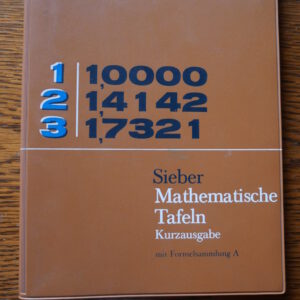 1 1,0000
2 1,4142
3 1,7321
Sieber
Mathematische
Tafeln
Kurzausgabe
mit Formelsammlung A